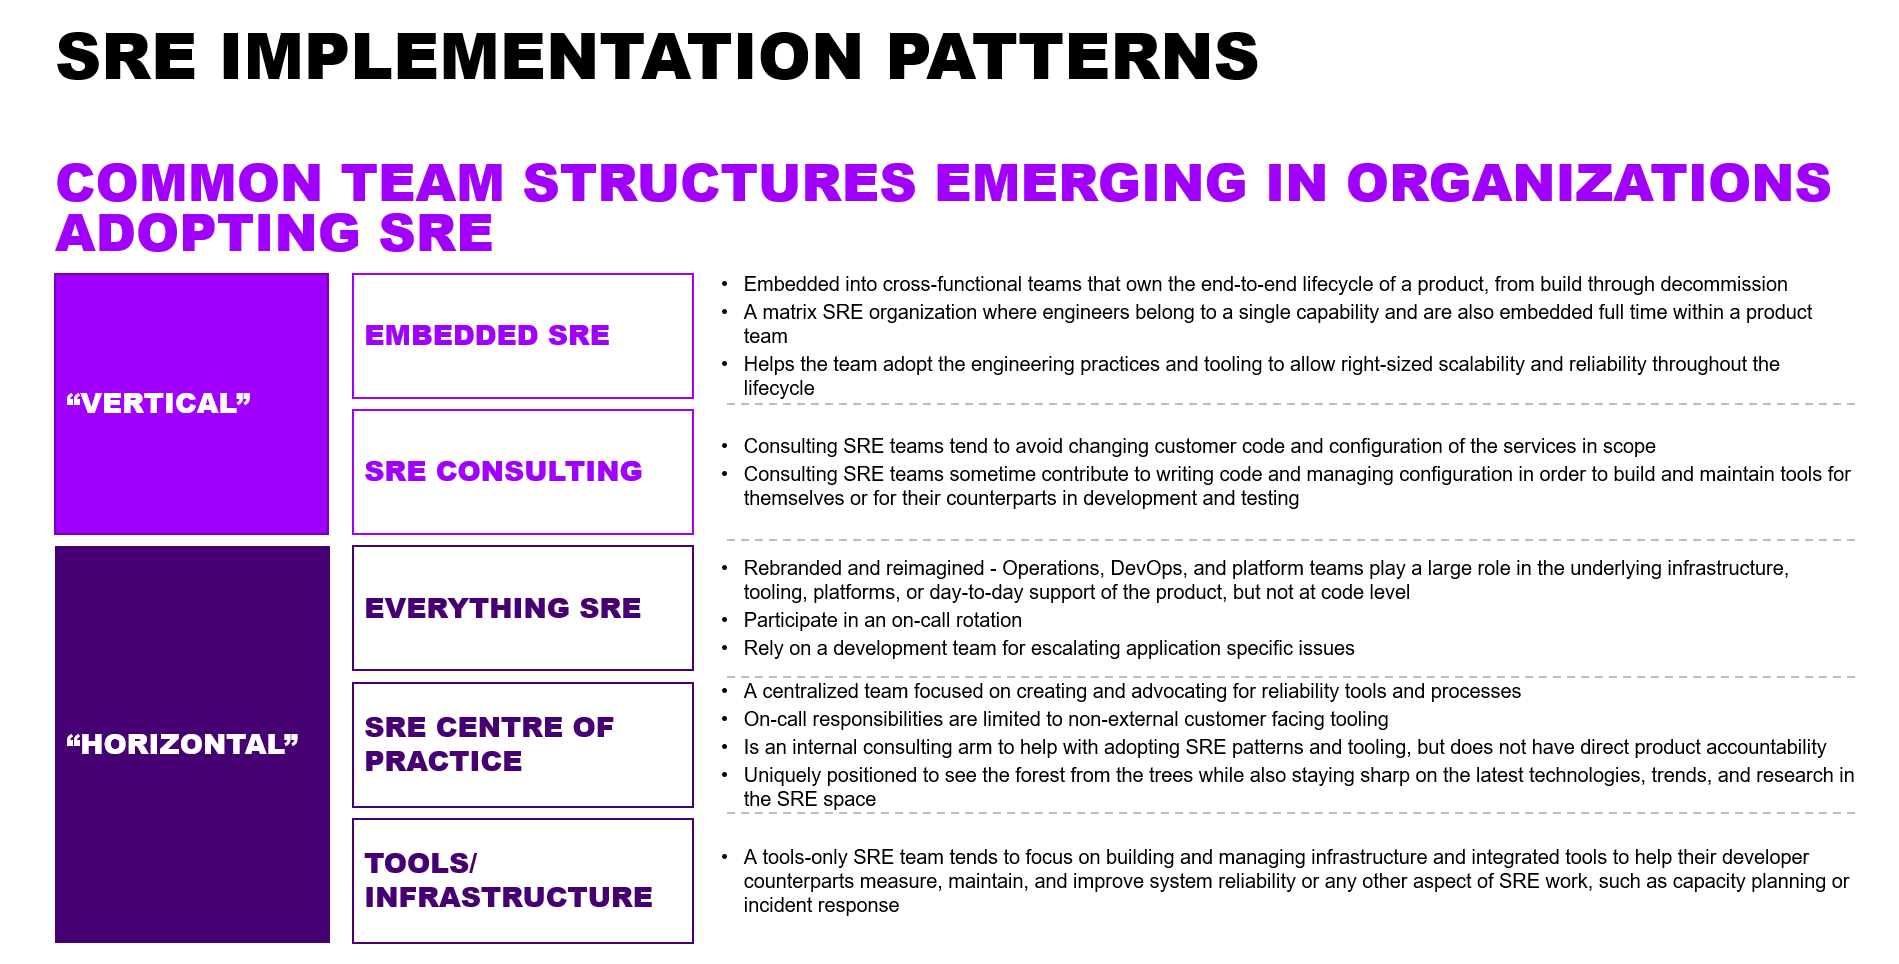 SRE IMPLEMENTATION PATTERNS
COMMON TEAM STRUCTURES EMERGING IN ORGANIZATIONS
ADOPTING SRE
“VERTICAL”
EMBEDDED SRE
• Embedded into cross-functional teams that own the end-to-end lifecycle of a product, from build through decommission
• A matrix SRE organization where engineers belong to a single capability and are also embedded full time within a product
team
• Helps the team adopt the engineering practices and tooling to allow right-sized scalability and reliability throughout the
lifecycle
SRE CONSULTING
• Consulting SRE teams tend to avoid changing customer code and configuration of the services in scope
• Consulting SRE teams sometime contribute to writing code and managing configuration in order to build and maintain tools for
themselves or for their counterparts in development and testing
“HORIZONTAL”
EVERYTHING SRE
• Rebranded and reimagined - Operations, DevOps, and platform teams play a large role in the underlying infrastructure,
tooling, platforms, or day-to-day support of the product, but not at code level
• Participate in an on-call rotation
• Rely on a development team for escalating application specific issues
SRE CENTRE OF
PRACTICE
• A centralized team focused on creating and advocating for reliability tools and processes
• On-call responsibilities are limited to non-external customer facing tooling
• Is an internal consulting arm to help with adopting SRE patterns and tooling, but does not have direct product accountability
• Uniquely positioned to see the forest from the trees while also staying sharp on the latest technologies, trends, and research in
the SRE space
TOOLS/
INFRASTRUCTURE
• A tools-only SRE team tends to focus on building and managing infrastructure and integrated tools to help their developer
counterparts measure, maintain, and improve system reliability or any other aspect of SRE work, such as capacity planning or
incident response